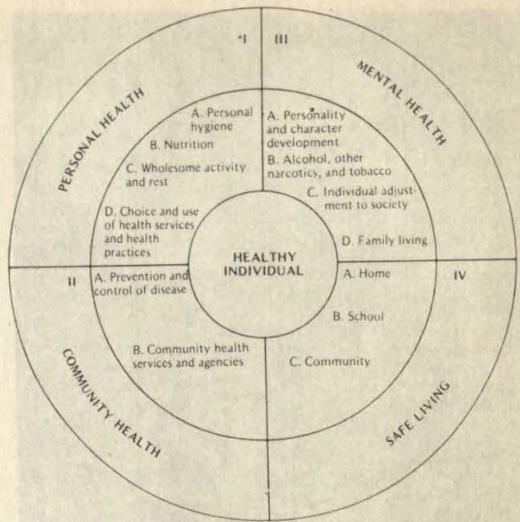 I
PERSONAL HEALTH
A. Personal
hygiene
B. Nutrition
C. Wholesome activity
and rest
D. Choice and use
of health services
and health
practices
III
MENTAL HEALTH
A. Personality
and character
development
B. Alcohol, other
narcotics, and tobacco
C. Individual adjust-
ment to society
D. Family living
HEALTHY
INDIVIDUAL
II
COMMUNITY HEALTH
A. Prevention and
control of disease
B. Community health
services and agencies
IV
SAFE LIVING
A. Home
B. School
C. Community